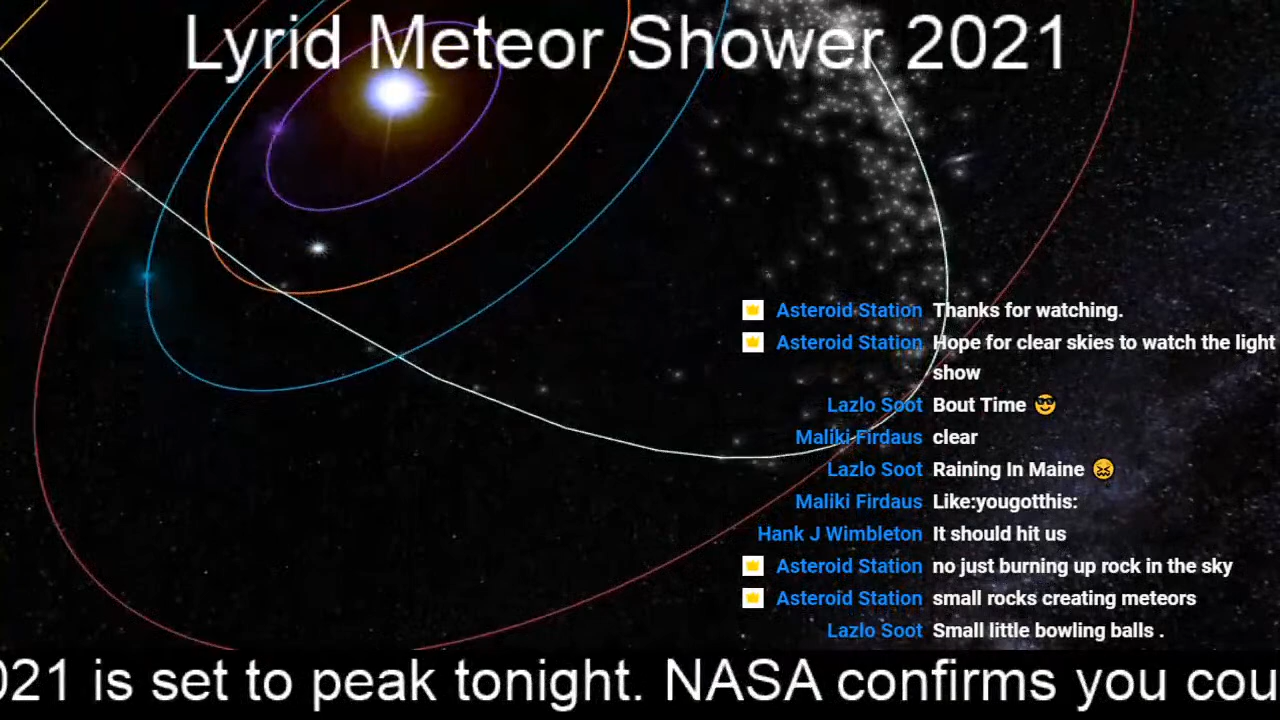 Lyrid Meteor Shower 2021
Asteroid Station Thanks for watching.
Asteroid Station Hope for clear skies to watch the light
show
Lazlo Soot Bout Time 😎
Maliki Firdaus clear
Lazlo Soot Raining In Maine 😖
Maliki Firdaus Like:yougotthis:
Hank J Wimbleton It should hit us
Asteroid Station no just burning up rock in the sky
Asteroid Station small rocks creating meteors
Lazlo Soot Small little bowling balls .
021 is set to peak tonight. NASA confirms you cou